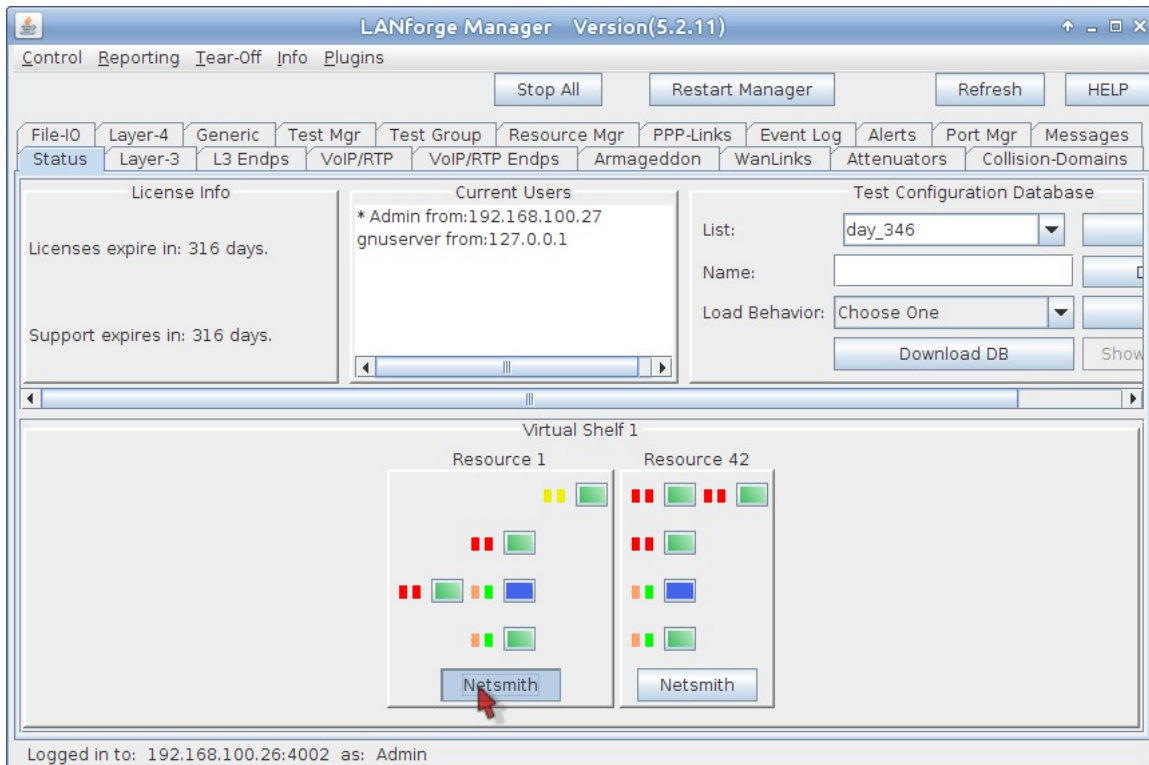 LANforge Manager Version(5.2.11)
Control Reporting Tear-Off Info Plugins
Stop All Restart Manager Refresh HELP
File-IO Layer-4 Generic Test Mgr Test Group Resource Mgr PPP-Links Event Log Alerts Port Mgr Messages
Status Layer-3 L3 Endps VoIP/RTP VoIP/RTP Endps Armageddon WanLinks Attenuators Collision-Domains
License Info
Licenses expire in: 316 days.
Support expires in: 316 days.
Current Users
* Admin from:192.168.100.27
gnuserver from:127.0.0.1
Test Configuration Database
List: day_346
Name:
Load Behavior: Choose One
Download DB Show
Virtual Shelf 1
Resource 1 Resource 42
Netsmith Netsmith
Logged in to: 192.168.100.26:4002 as: Admin